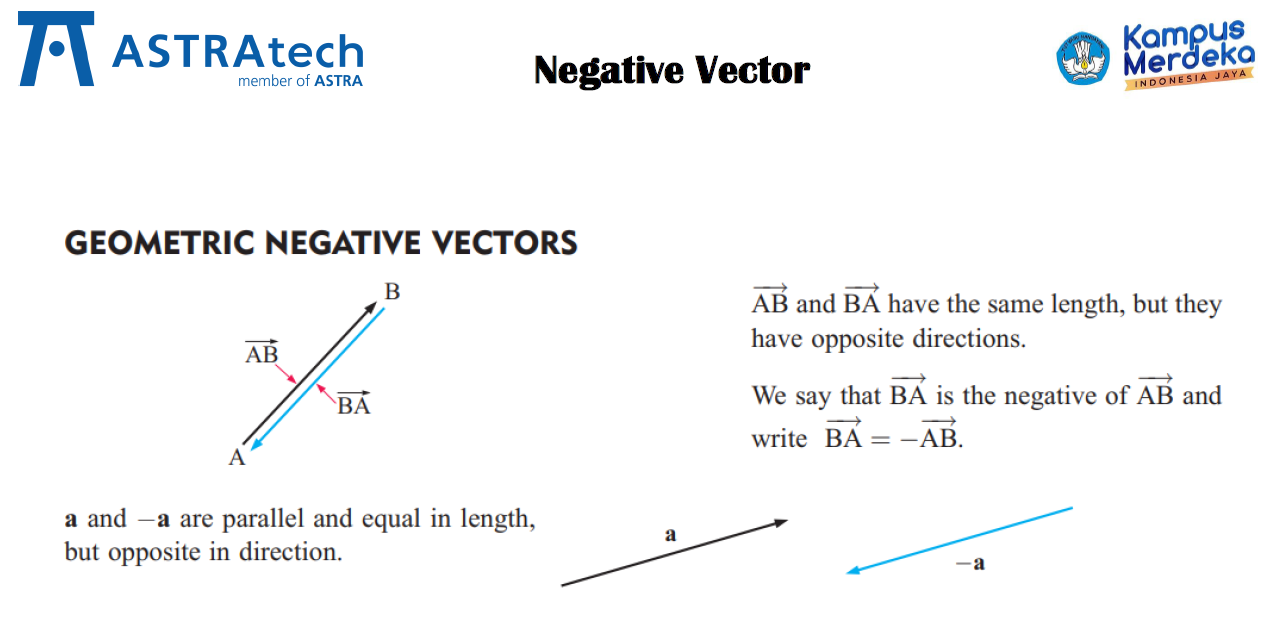 ASTRAtech
member of ASTRA
Negative Vector
Kampus
Merdeka
INDONESIA JAYA
GEOMETRIC NEGATIVE VECTORS
B
AB
BA
A
AB and BA have the same length, but they
have opposite directions.
We say that BA is the negative of AB and
write BA = −AB.
a and −a are parallel and equal in length,
but opposite in direction.
a
−a